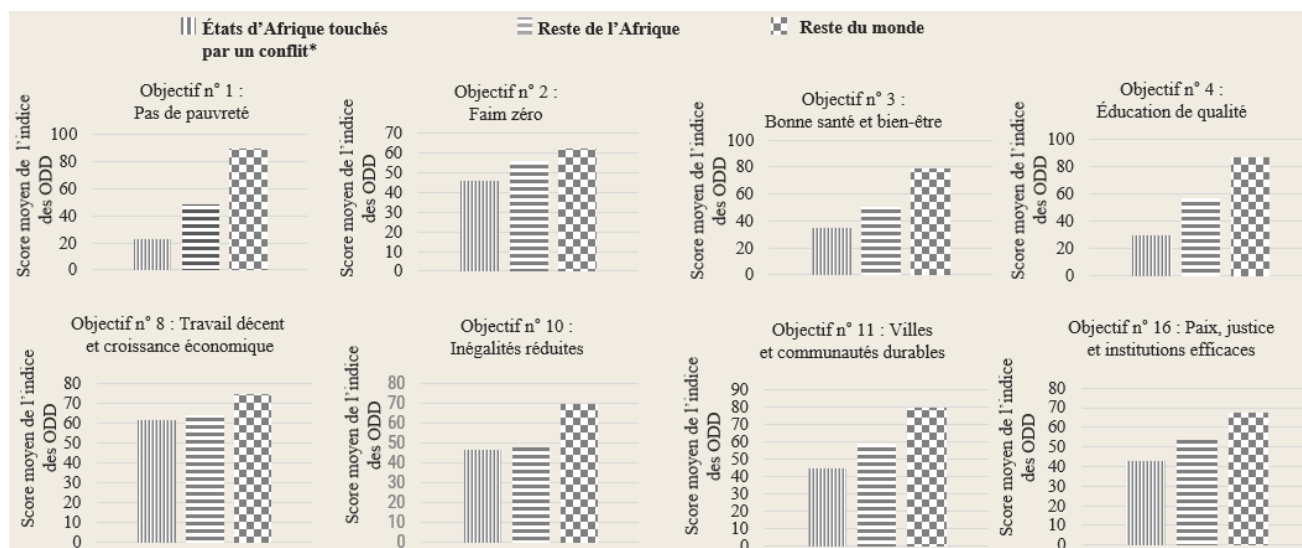 États d’Afrique touchés
par un conflit*
Reste de l’Afrique
Reste du monde
Objectif n° 1 :
Pas de pauvreté
Score moyen de l’indice
des ODD
100
80
60
40
20
0
Objectif n° 2 :
Faim zéro
Score moyen de l’indice
des ODD
70
60
50
40
30
20
10
0
Objectif n° 3 :
Bonne santé et bien-être
Score moyen de l’indice
des ODD
100
80
60
40
20
0
Objectif n° 4 :
Éducation de qualité
Score moyen de l’indice
des ODD
100
80
60
40
20
0
Objectif n° 8 : Travail décent
et croissance économique
Score moyen de l’indice
des ODD
80
70
60
50
40
30
20
10
0
Objectif n° 10 :
Inégalités réduites
Score moyen de l’indice
des ODD
80
70
60
50
40
30
20
10
0
Objectif n° 11 : Villes
et communautés durables
Score moyen de l’indice
des ODD
90
80
70
60
50
40
30
20
10
0
Objectif n° 16 : Paix, justice
et institutions efficaces
Score moyen de l’indice
des ODD
80
70
60
50
40
30
20
10
0